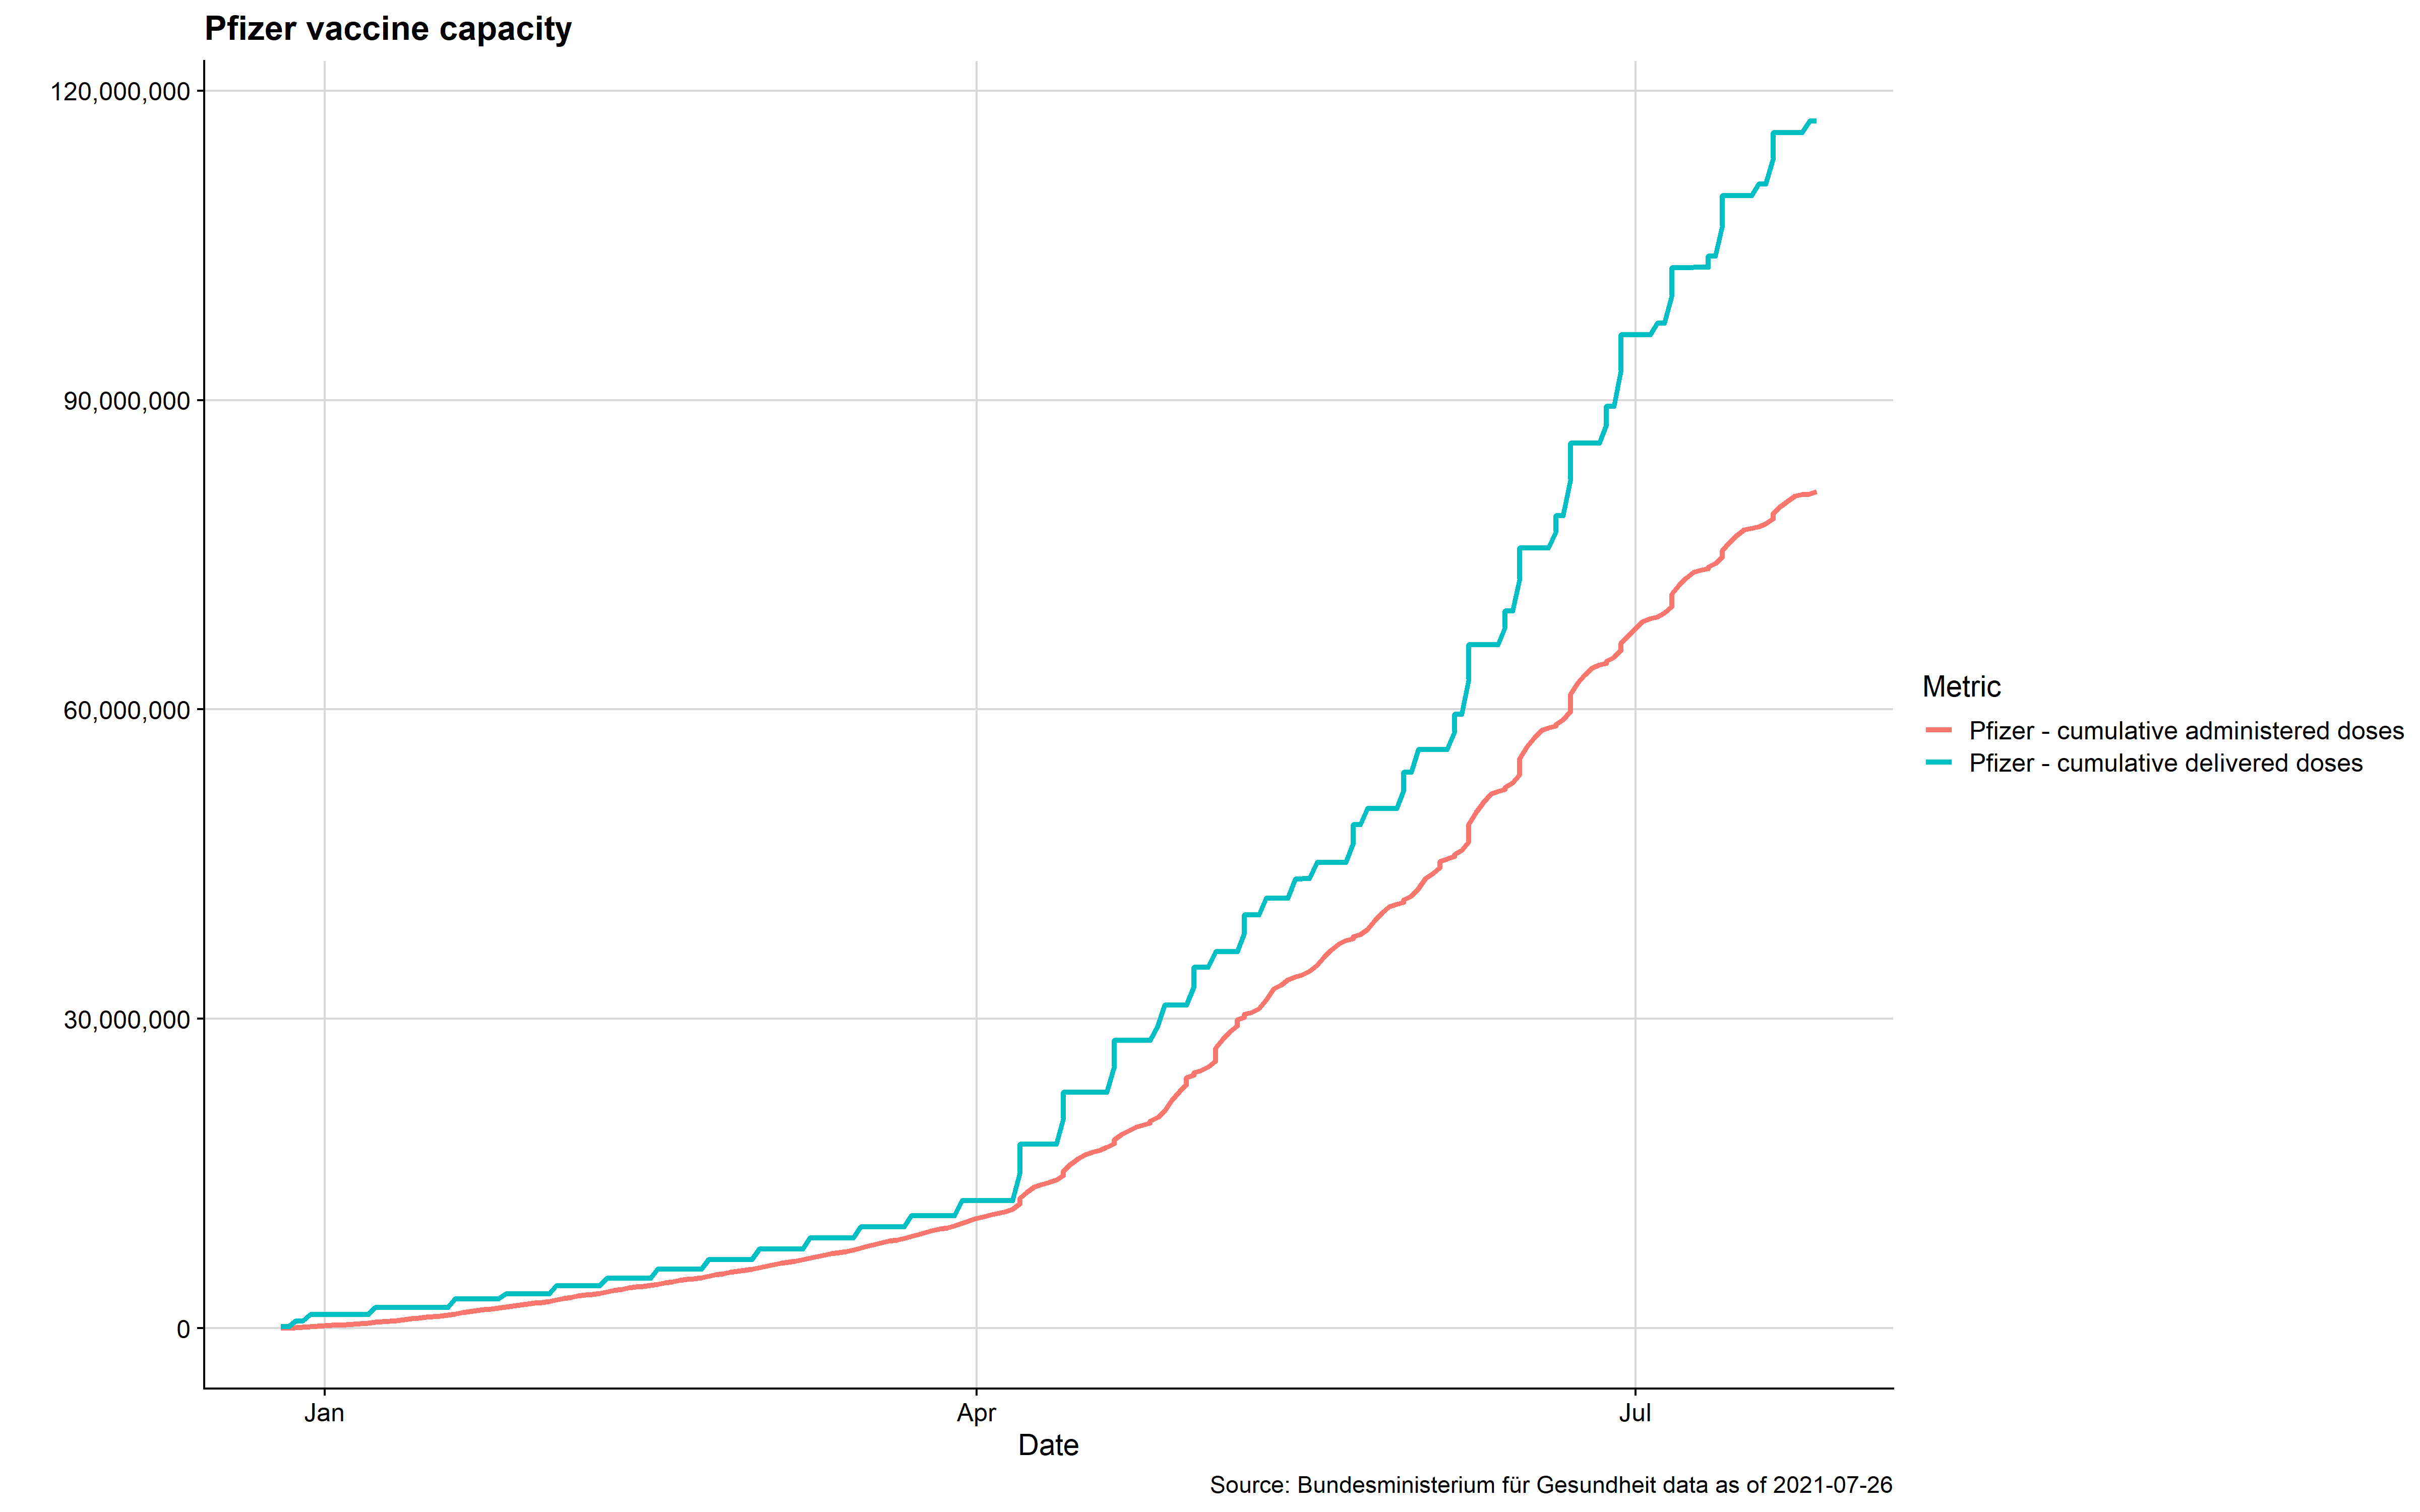 Pfizer vaccine capacity
120,000,000
90,000,000
60,000,000
30,000,000
0
Jan
Apr
Jul
Date
Metric
Pfizer - cumulative administered doses
Pfizer - cumulative delivered doses
Source: Bundesministerium für Gesundheit data as of 2021-07-26